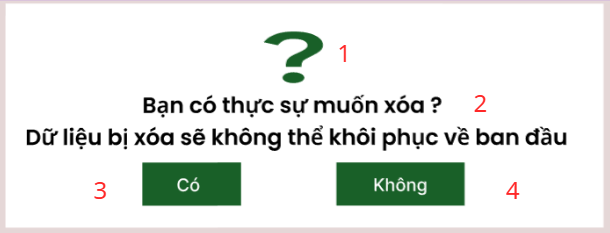 ? 1
Bạn có thực sự muốn xóa ? 2
Dữ liệu bị xóa sẽ không thể khôi phục về ban đầu
3 Có Không 4